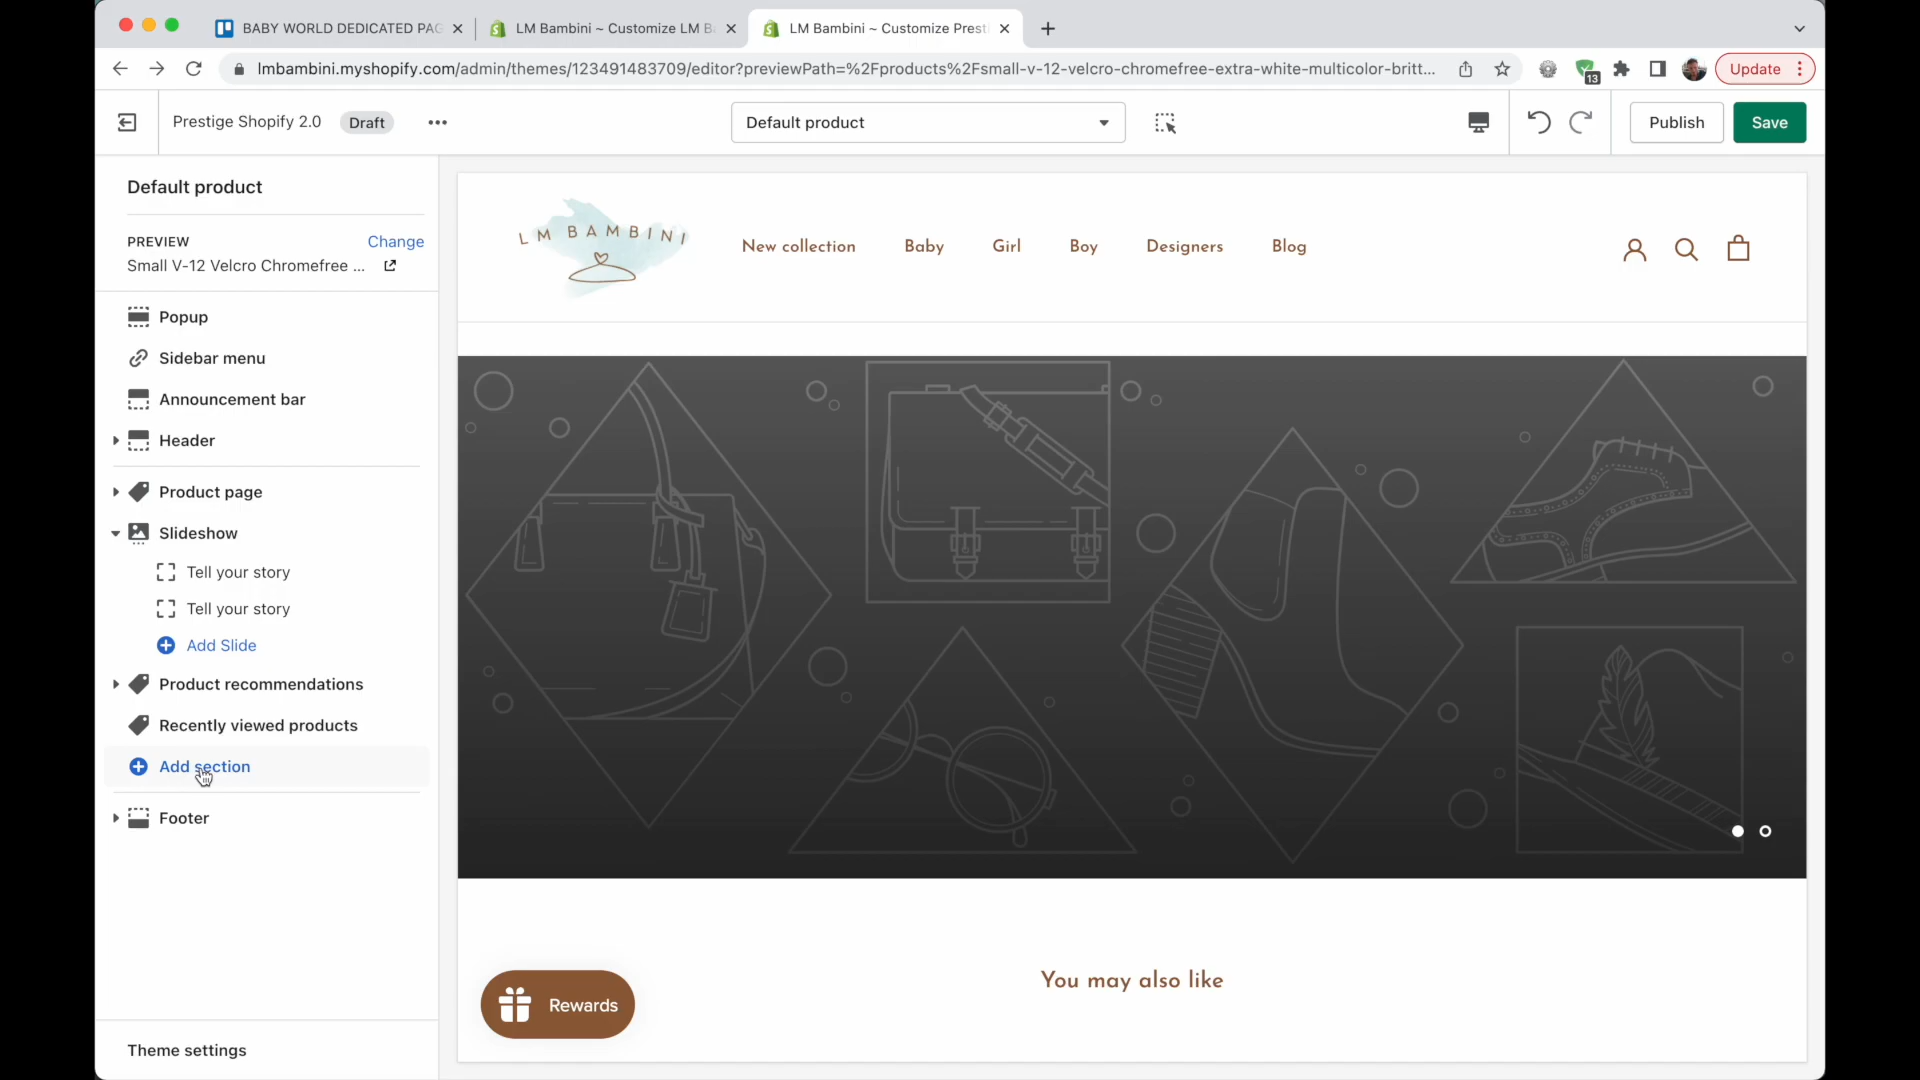 BABY WORLD DEDICATED PAG
LM Bambini ~ Customize LM B
LM Bambini ~ Customize Presti
lmbambini.myshopify.com/admin/themes/123491483709/editor?previewPath=%2Fproducts%2Fsmall-v-12-velcro-chromefree-extra-white-multicolor-britt...
13
Update
Prestige Shopify 2.0
Draft
Default product
Publish
Save
Default product
PREVIEW
Change
Small V-12 Velcro Chromefree ...
Popup
Sidebar menu
Announcement bar
Header
Product page
Slideshow
Tell your story
Tell your story
Add Slide
Product recommendations
Recently viewed products
Add section
Footer
Theme settings
LM BAMBINI
New collection
Baby
Girl
Boy
Designers
Blog
You may also like
Rewards